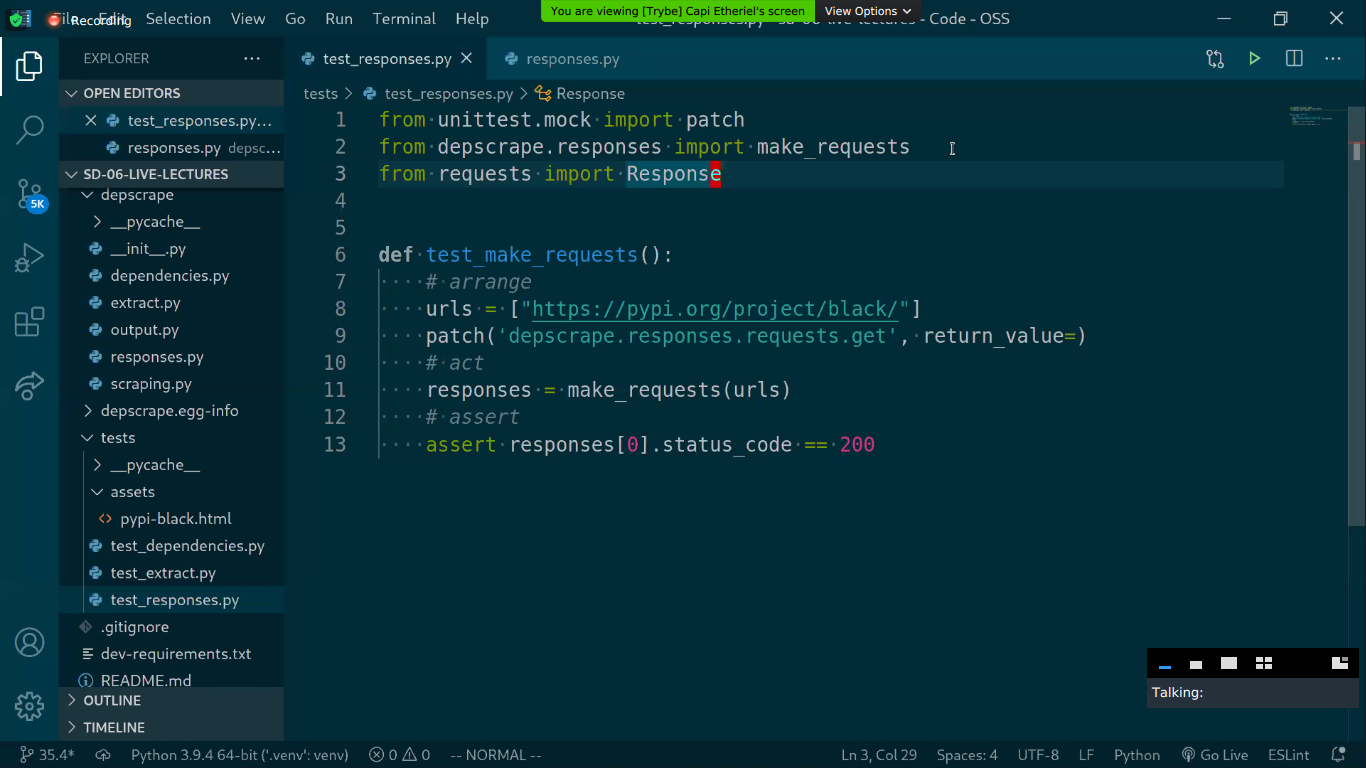 File Edit Selection View Go Run Terminal Help
Recording
You are viewing [Trybe] Capi Etheriel's screen
View Options
test_responses.py - sd-06-live-lectures - Code - OSS
EXPLORER
OPEN EDITORS
test_responses.py...
responses.py depsc...
SD-06-LIVE-LECTURES
depscrape
__pycache__
__init__.py
dependencies.py
extract.py
output.py
responses.py
scraping.py
depscrape.egg-info
tests
__pycache__
assets
pypi-black.html
test_dependencies.py
test_extract.py
test_responses.py
.gitignore
dev-requirements.txt
README.md
OUTLINE
TIMELINE
5K
test_responses.py
responses.py
tests > test_responses.py > Response
1 from unittest.mock import patch
2 from depscrape.responses import make_requests
3 from requests import Response
4
5
6 def test_make_requests():
7 # arrange
8 urls = ["https://pypi.org/project/black/"]
9 patch('depscrape.responses.requests.get', return_value=)
10 # act
11 responses = make_requests(urls)
12 # assert
13 assert responses[0].status_code == 200
Talking:
35.4* Python 3.9.4 64-bit ('.venv': venv) 0 0 -- NORMAL -- Ln 3, Col 29 Spaces: 4 UTF-8 LF Python Go Live ESLint